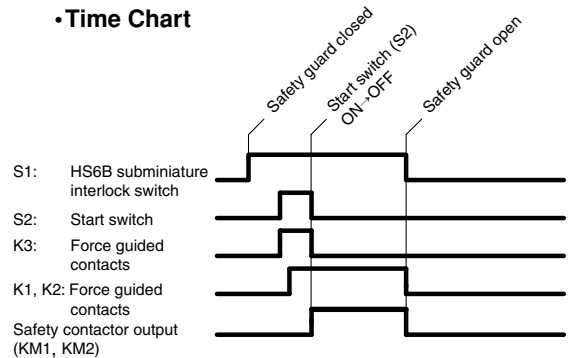 •Time Chart
Safety guard closed
Start switch (S2)
ON→OFF
Safety guard open
S1: HS6B subminiature
interlock switch
S2: Start switch
K3: Force guided
contacts
K1, K2: Force guided
contacts
Safety contactor output
(KM1, KM2)